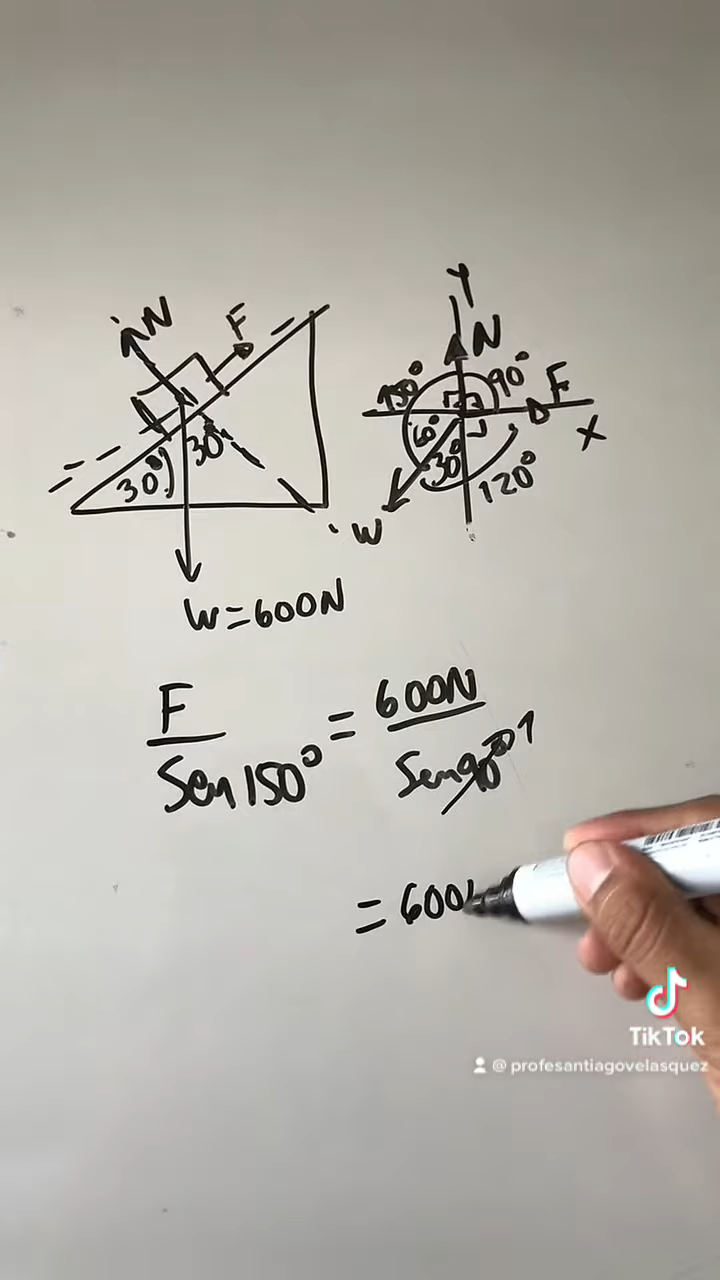 N
F
30°
30°
W=600N
Y
N
90°
F
150°
X
60°
30°
120°
W
F
Sen 150°
=
600N
Sen 90°
1
= 600
TikTok
@ profesantiagovelasquez